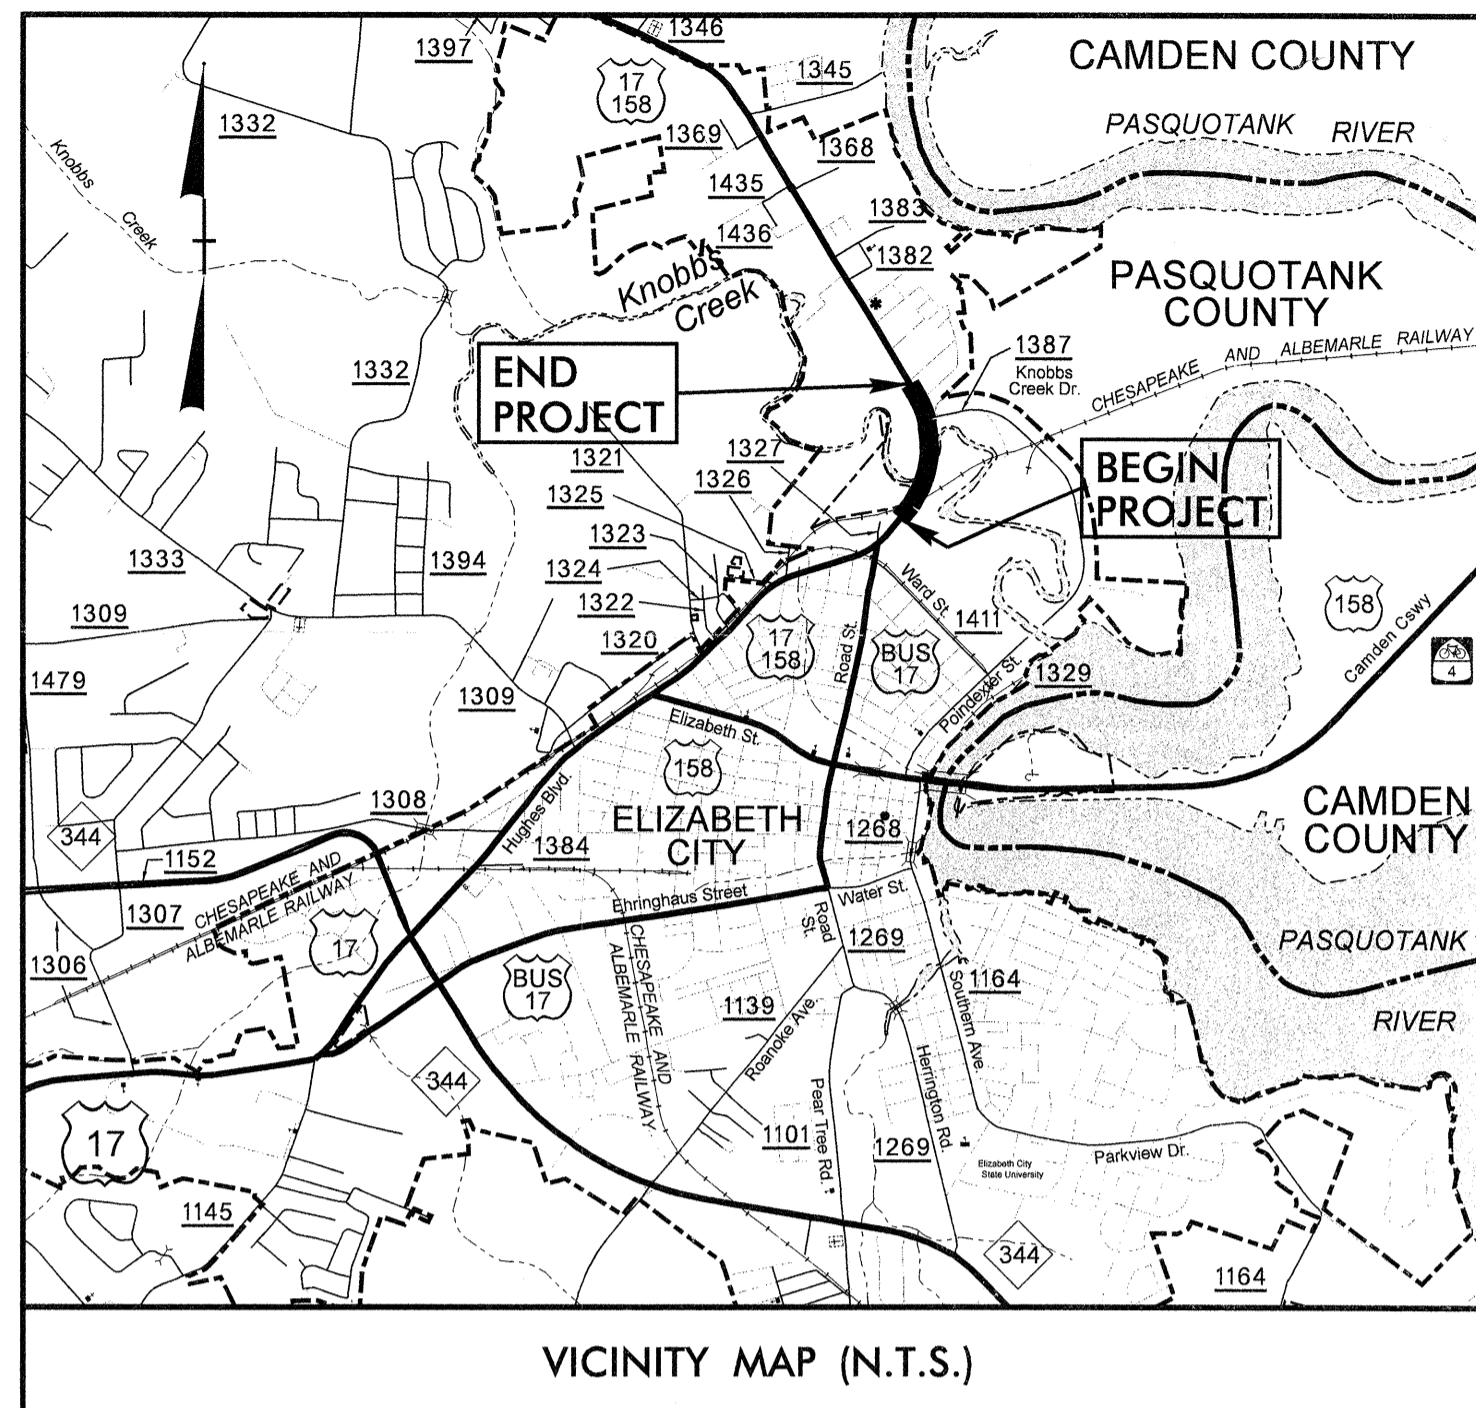 1346
1397
CAMDEN COUNTY
1345
17
158
PASQUOTANK RIVER
1332
1369
1368
Knobbs
Creek
1435
1383
1436
1382
Knobbs
Creek
PASQUOTANK
COUNTY
1387
Knobbs
Creek Dr.
CHESAPEAKE AND ALBEMARLE RAILWAY
1332
END
PROJECT
1327
1321
1326
BEGIN
PROJECT
1325
1323
1333
1394
1324
1322
1309
1320
17
158
Road St.
BUS
17
Ward St.
1411
158
Camden Cswy
4
1479
1309
Poindexter St.
1329
Elizabeth St.
158
Hughes Blvd.
1308
344
ELIZABETH
CITY
1268
CAMDEN
COUNTY
1384
1152
CHESAPEAKE AND
ALBEMARLE RAILWAY
1307
Ehringhaus Street
Water St.
Road
St.
17
1306
1269
PASQUOTANK
RIVER
BUS
17
CHESAPEAKE AND
ALBEMARLE RAILWAY
1164
Southern Ave.
1139
Roanoke Ave.
Herrington Rd.
344
Pear Tree Rd.
17
1101
1269
Elizabeth City
State University
Parkview Dr.
1145
344
1164
VICINITY MAP (N.T.S.)